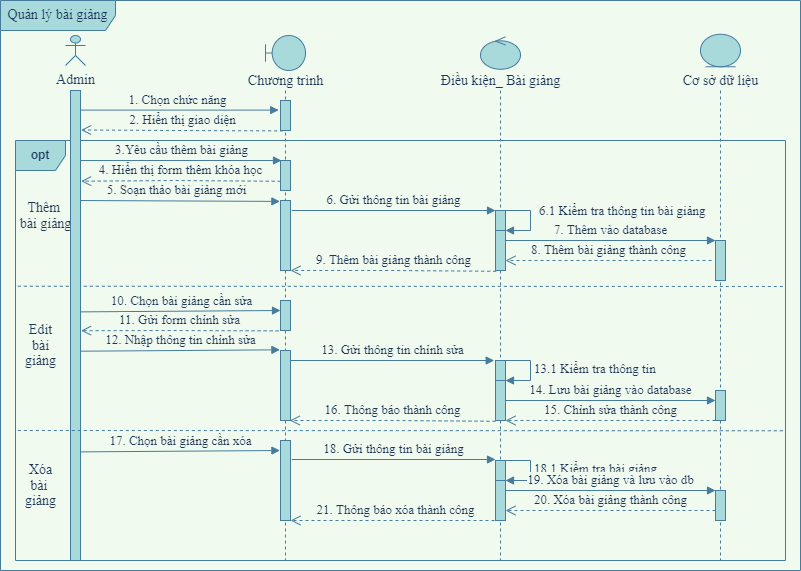 Quản lý bài giảng
Admin
Chương trình
Điều kiện_ Bài giảng
Cơ sở dữ liệu
1. Chọn chức năng
2. Hiển thị giao diện
opt
3.Yêu cầu thêm bài giảng
4. Hiển thị form thêm khóa học
5. Soạn thảo bài giảng mới
Thêm
bài giảng
6. Gửi thông tin bài giảng
6.1 Kiểm tra thông tin bài giảng
7. Thêm vào database
8. Thêm bài giảng thành công
9. Thêm bài giảng thành công
10. Chọn bài giảng cần sửa
11. Gửi form chỉnh sửa
12. Nhập thông tin chỉnh sửa
Edit
bài
giảng
13. Gửi thông tin chỉnh sửa
13.1 Kiểm tra thông tin
14. Lưu bài giảng vào database
15. Chỉnh sửa thành công
16. Thông báo thành công
17. Chọn bài giảng cần xóa
Xóa
bài
giảng
18. Gửi thông tin bài giảng
18.1 Kiểm tra bài giảng
19. Xóa bài giảng và lưu vào db
20. Xóa bài giảng thành công
21. Thông báo xóa thành công